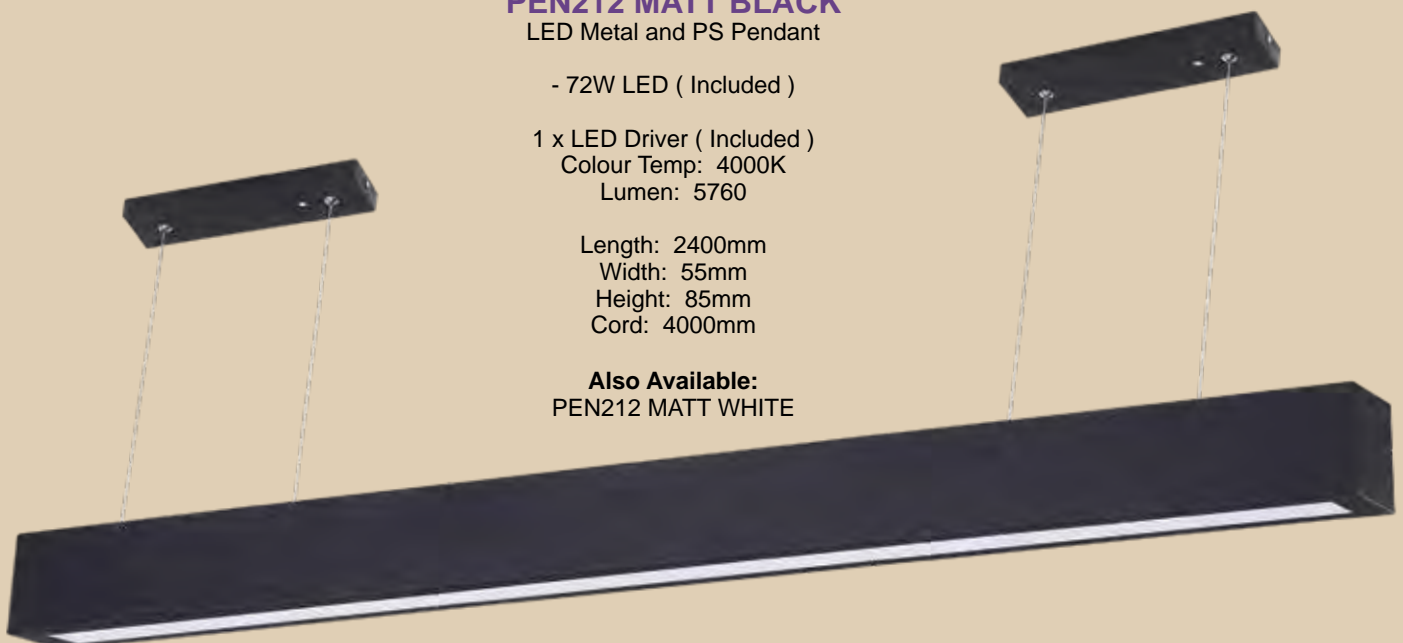 PEN212 MATT BLACK
LED Metal and PS Pendant
- 72W LED ( Included )
1 x LED Driver ( Included )
Colour Temp: 4000K
Lumen: 5760
Length: 2400mm
Width: 55mm
Height: 85mm
Cord: 4000mm
Also Available:
PEN212 MATT WHITE